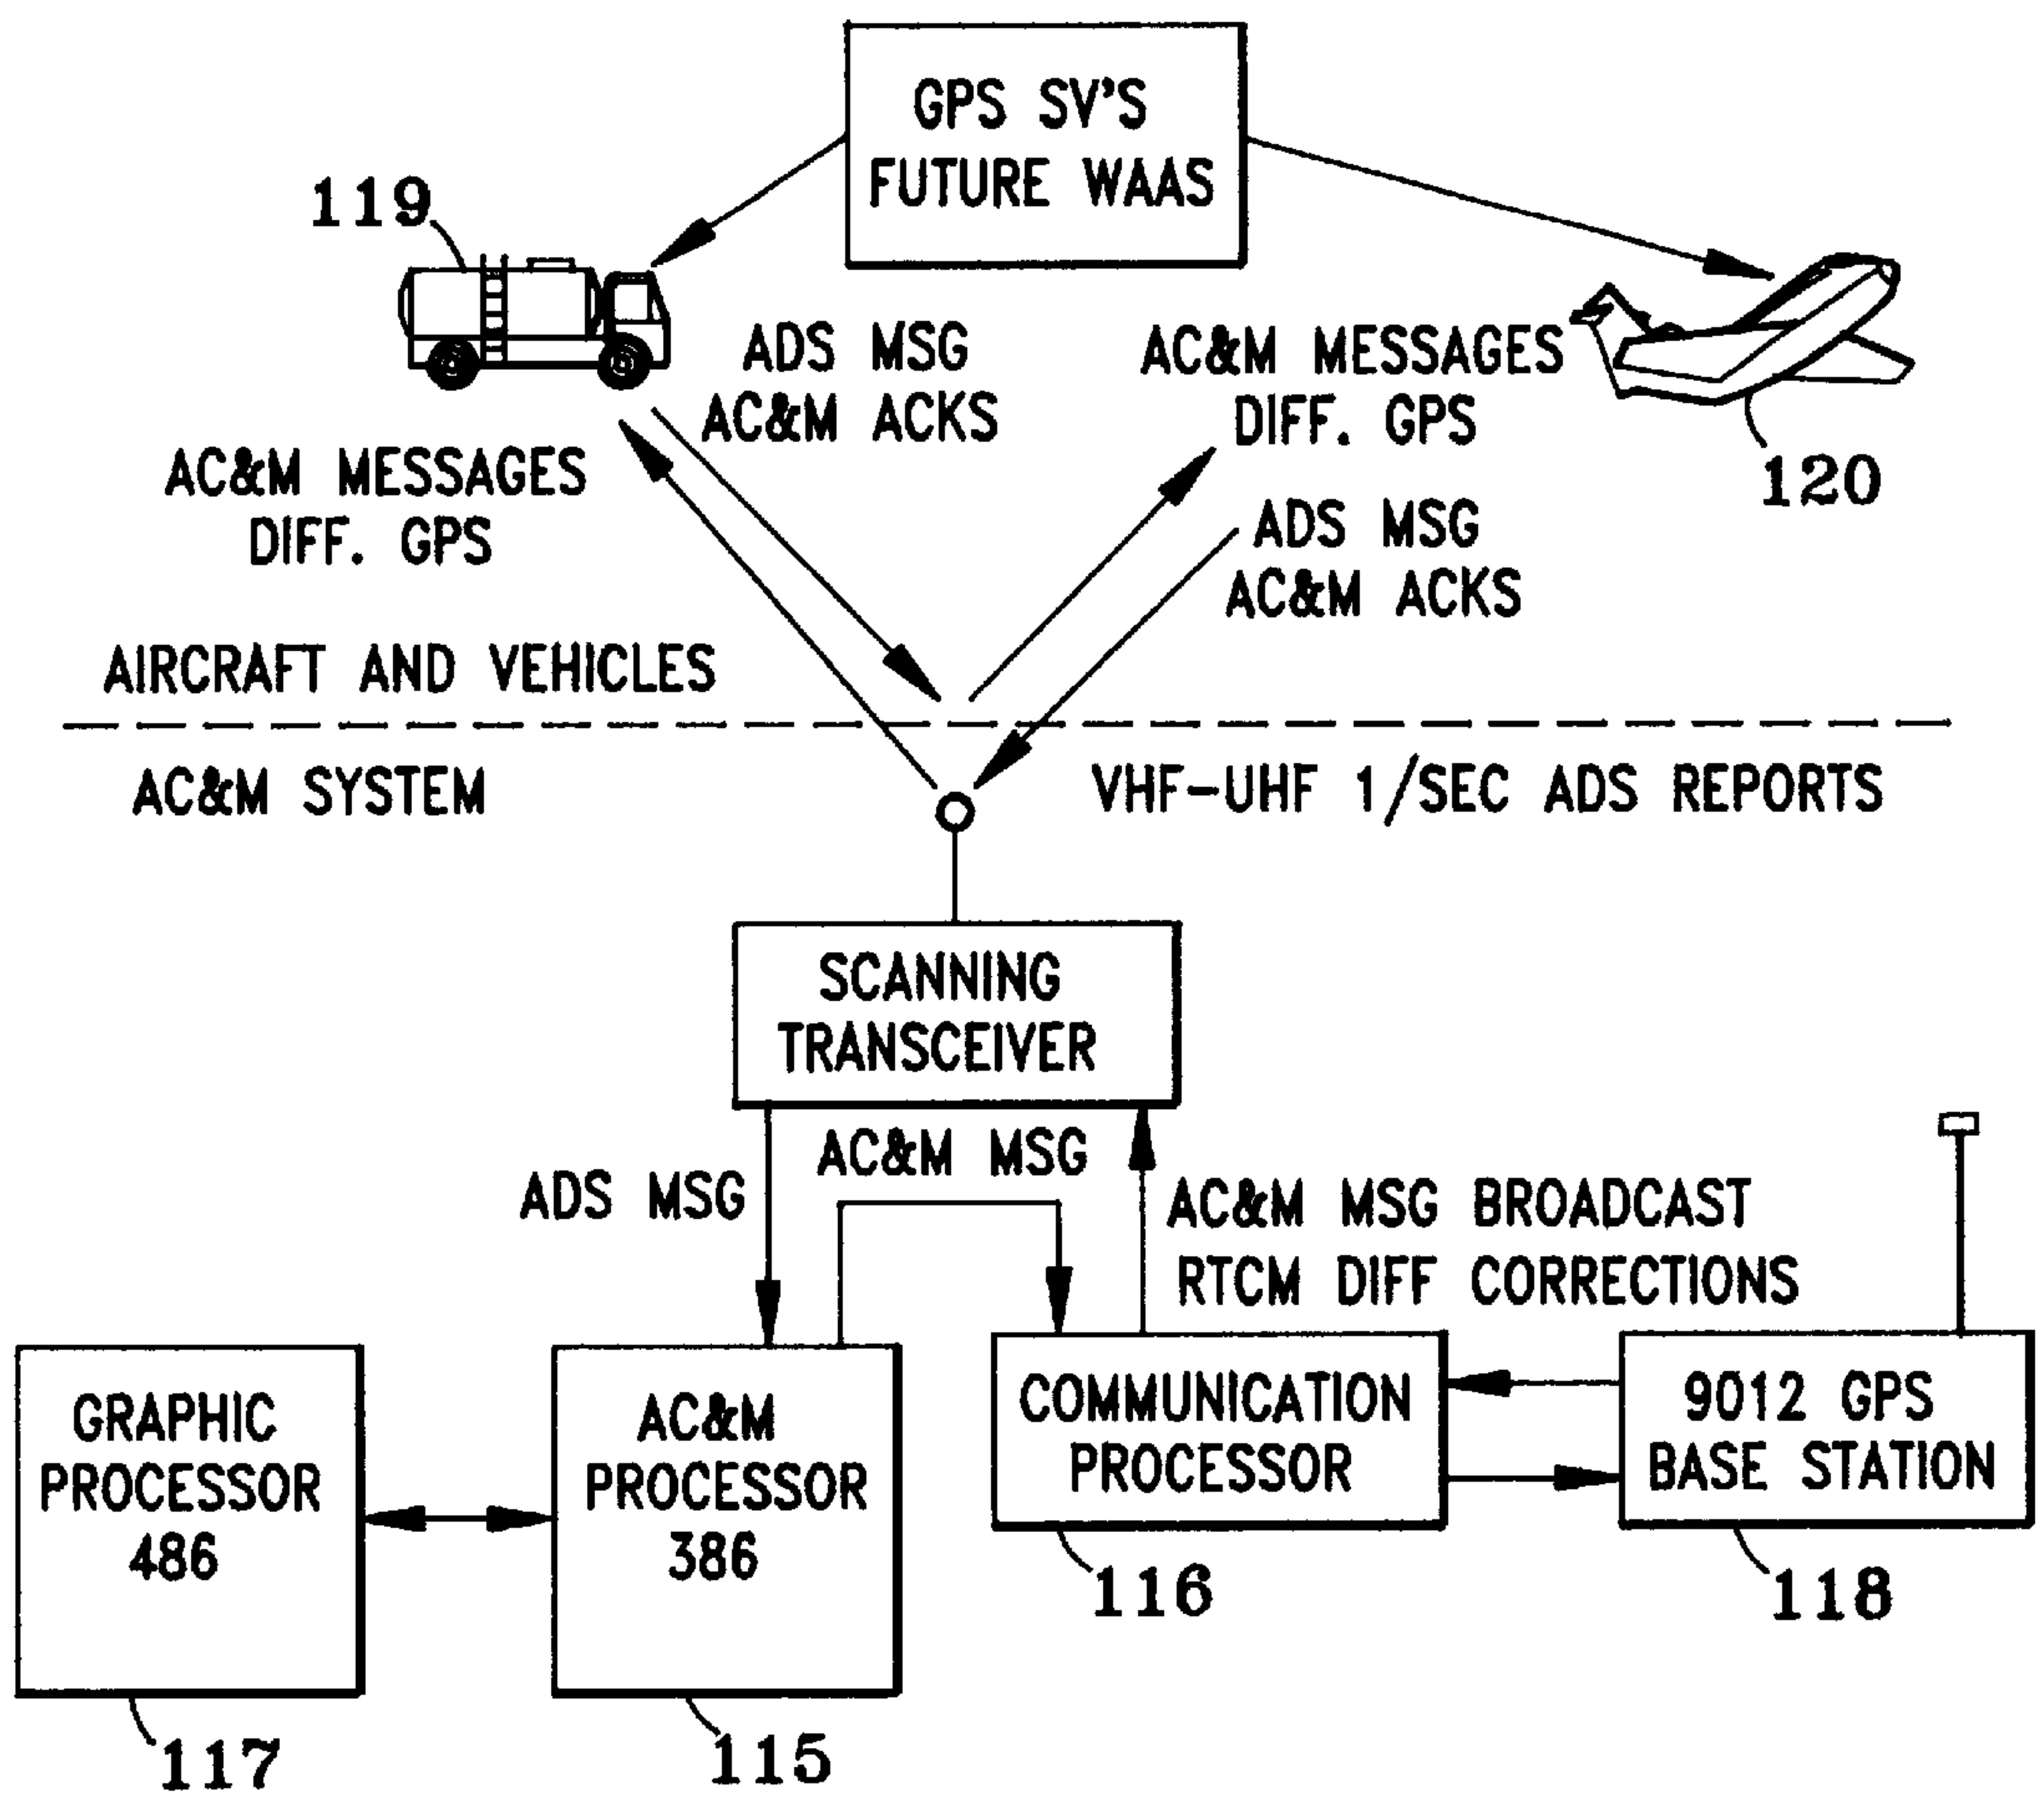 GPS SV'S
FUTURE WAAS
119
ADS MSG
AC&M ACKS
AC&M MESSAGES
DIFF. GPS
120
AC&M MESSAGES
DIFF. GPS
ADS MSG
AC&M ACKS
AIRCRAFT AND VEHICLES
AC&M SYSTEM
VHF-UHF 1/SEC ADS REPORTS
SCANNING
TRANSCEIVER
ADS MSG
AC&M MSG
AC&M MSG BROADCAST
RTCM DIFF CORRECTIONS
GRAPHIC
PROCESSOR
486
AC&M
PROCESSOR
386
COMMUNICATION
PROCESSOR
9012 GPS
BASE STATION
117
115
116
118